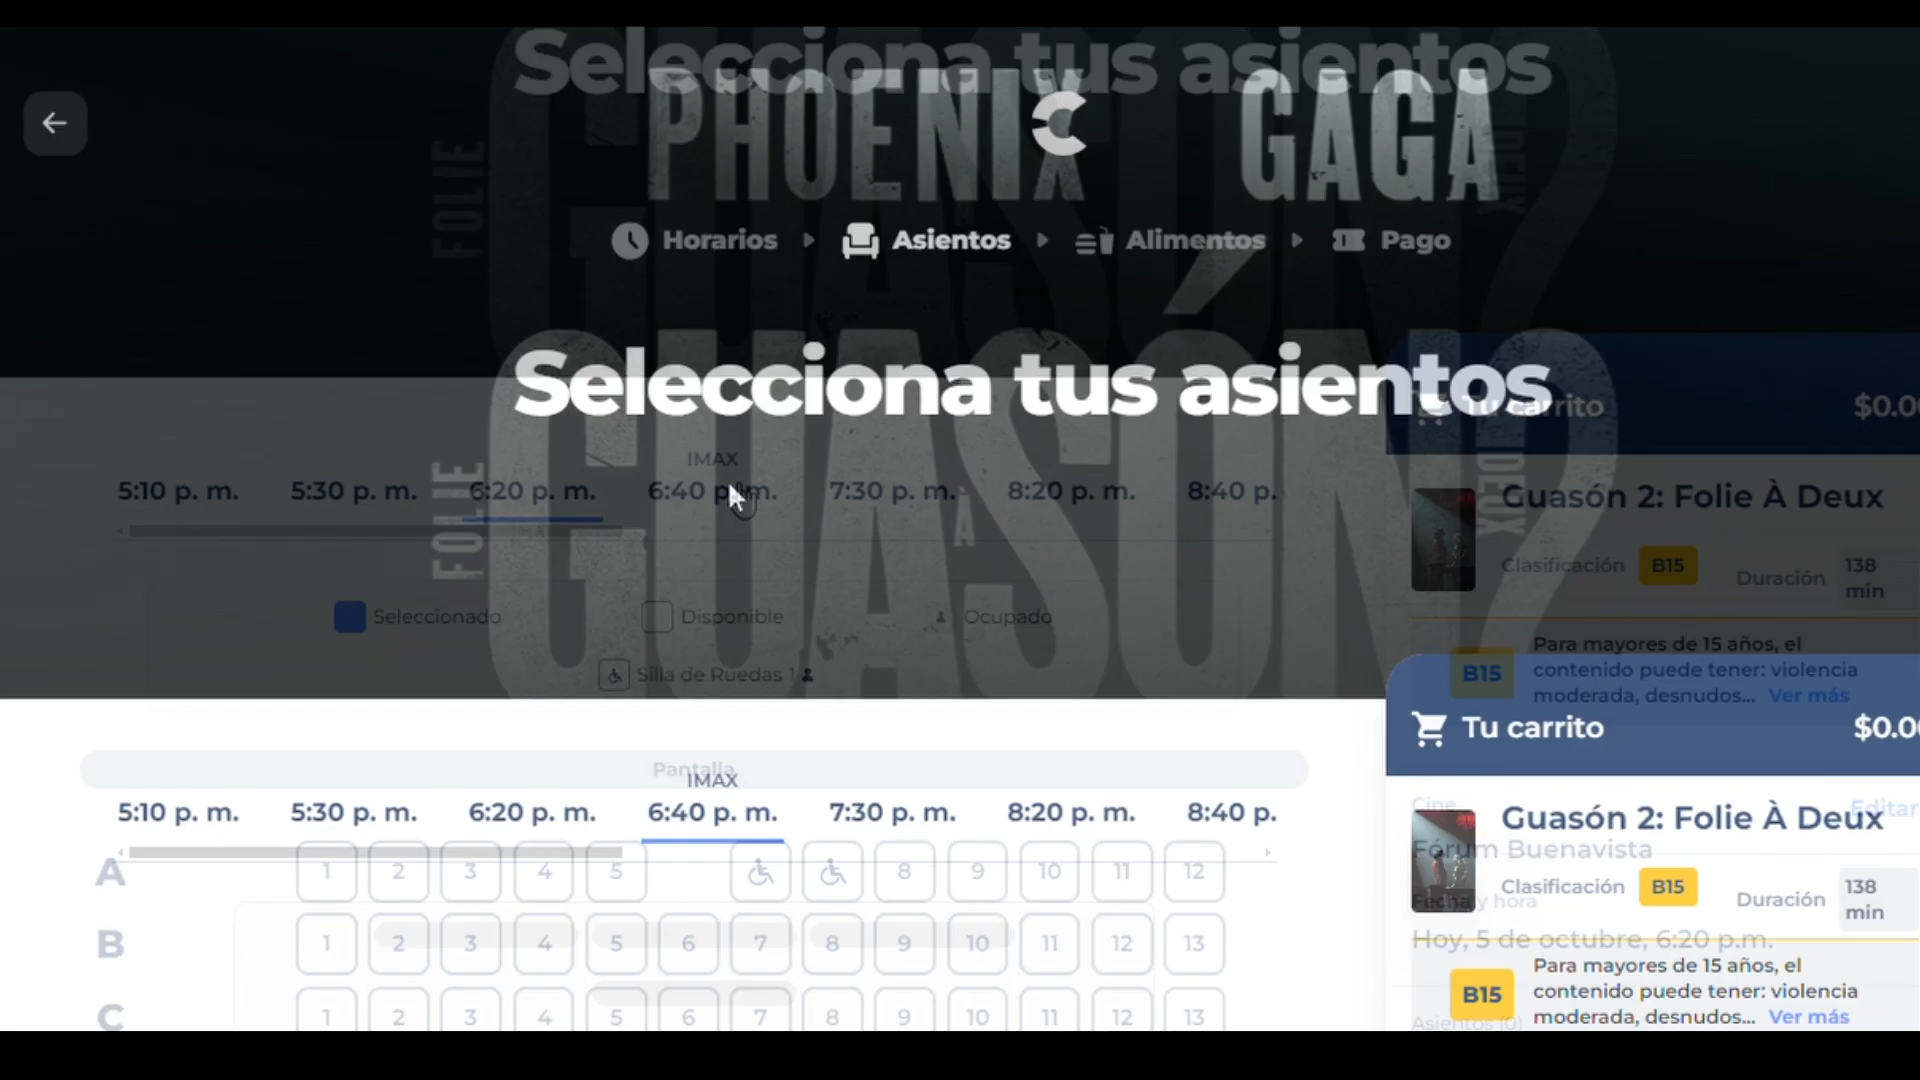 Selecciona tus asientos
PHOENIX GAGA
Horarios Asientos Alimentos Pago
Selecciona tus asientos
GUASÓN 2
FOLIE À DEUX
Tu carrito $0.0
IMAX
5:10 p. m. 5:30 p. m. 6:20 p. m. 6:40 p. m. 7:30 p. m. 8:20 p. m. 8:40 p.
Guasón 2: Folie À Deux
Clasificación B15 Duración 138 min
Seleccionado Disponible Ocupado
Silla de Ruedas 1
B15 Para mayores de 15 años, el
contenido puede tener: violencia
moderada, desnudos... Ver más
Tu carrito $0.0
Pantalla
IMAX
5:10 p. m. 5:30 p. m. 6:20 p. m. 6:40 p. m. 7:30 p. m. 8:20 p. m. 8:40 p.
Cine Editar
Guasón 2: Folie À Deux
Fórum Buenavista
A 1 2 3 4 5 8 9 10 11 12
Clasificación B15 Duración 138 min
Fecha y hora
B 1 2 3 4 5 6 7 8 9 10 11 12 13
Hoy, 5 de octubre, 6:20 p.m.
B15 Para mayores de 15 años, el
contenido puede tener: violencia
moderada, desnudos... Ver más
C 1 2 3 4 5 6 7 8 9 10 11 12 13
Asientos (0)